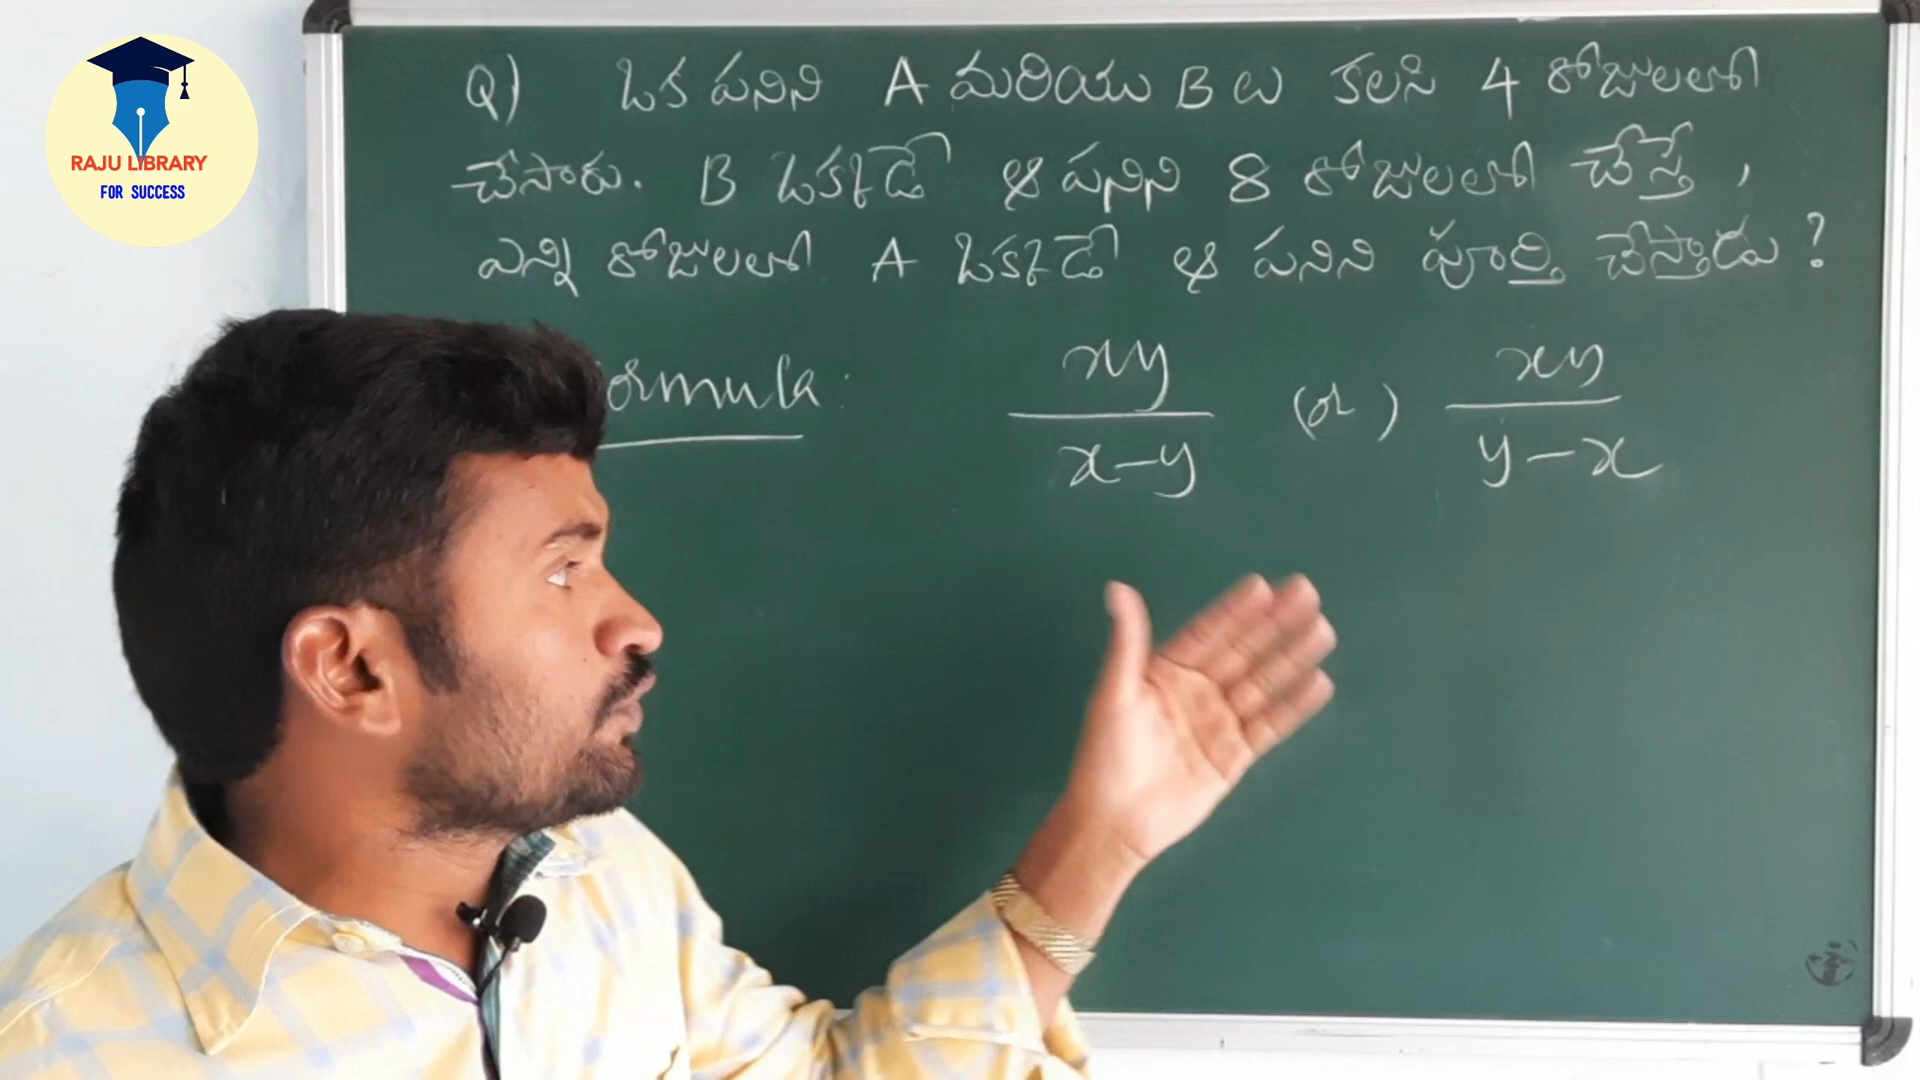 RAJU LIBRARY
FOR SUCCESS
Q) ఒక పనిని A మరియు B లు కలసి 4 రోజులలో
చేసారు. B ఒక్కడే ఆ పనిని 8 రోజులలో చేస్తే,
ఎన్ని రోజులలో A ఒక్కడే ఆ పనిని పూర్తి చేస్తాడు?
ormula: xy / x-y (or) xy / y-x